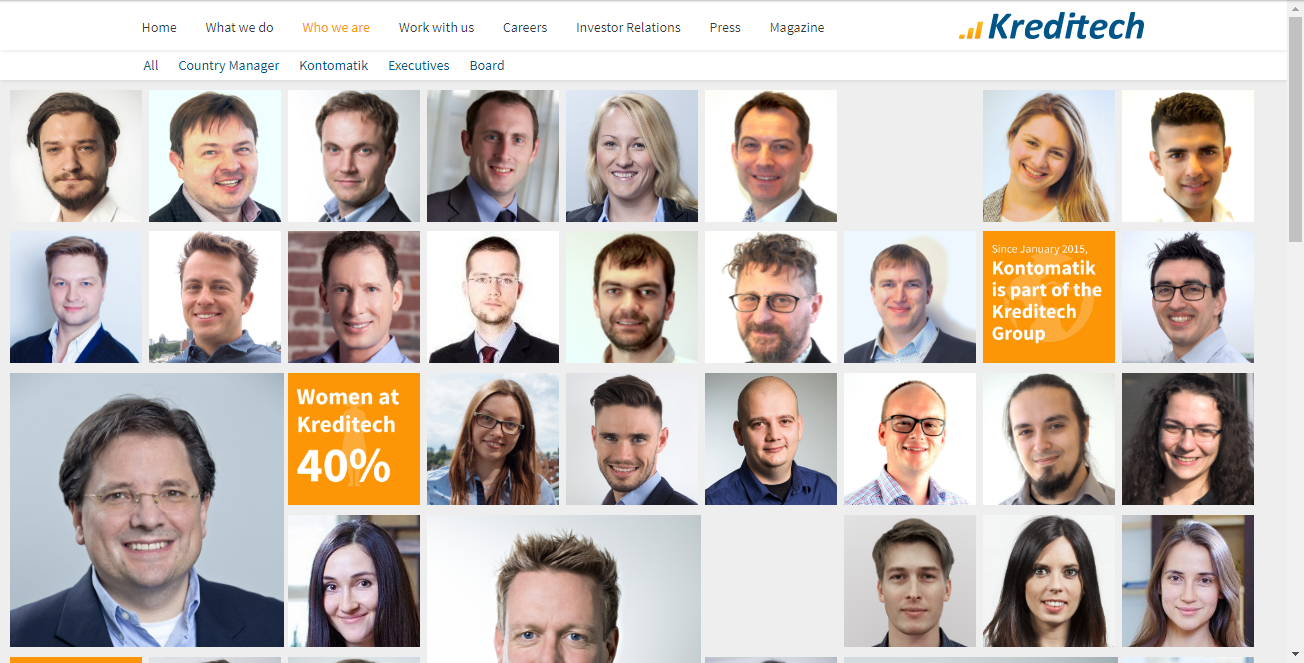 Home What we do Who we are Work with us Careers Investor Relations Press Magazine Kreditech
All Country Manager Kontomatik Executives Board
Since January 2015,
Kontomatik
is part of the
Kreditech
Group
Women at
Kreditech
40%